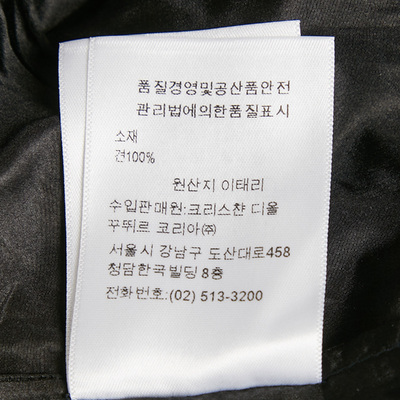 품질경영및공산품안전
관리법에의한품질표시
소재
견100%
원산지 이태리
수입판매원:크리스챤 디올
꾸뛰르 코리아㈜
서울시 강남구 도산대로458
청담한국빌딩 8층
전화번호:(02) 513-3200